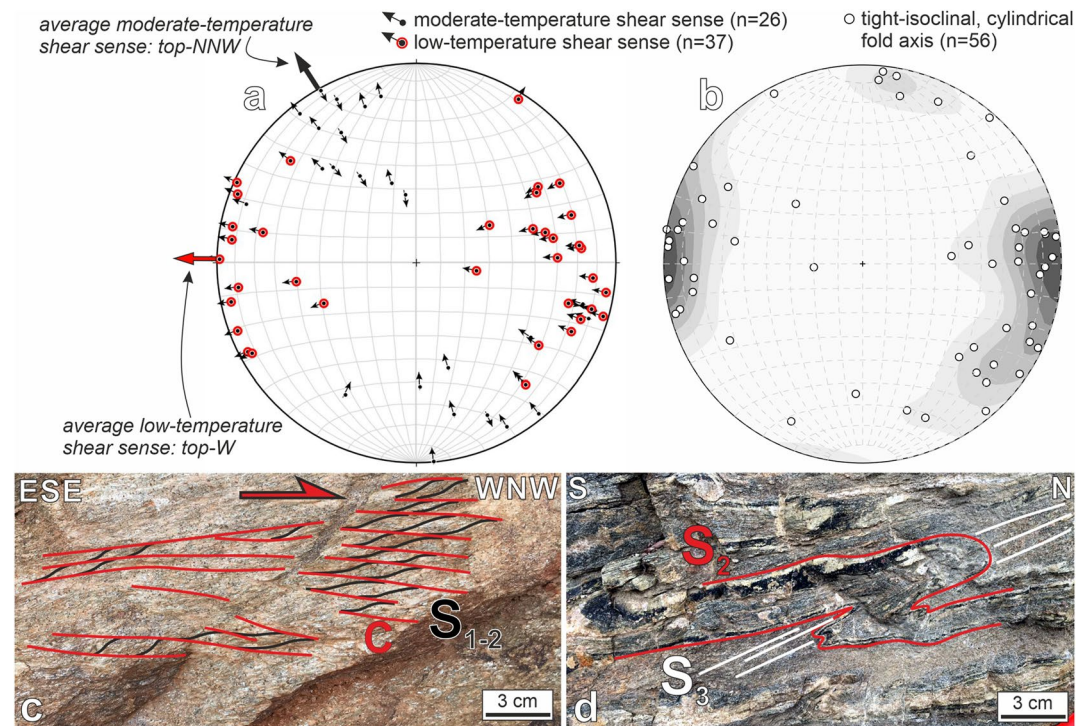 average moderate-temperature
shear sense: top-NNW
moderate-temperature shear sense (n=26)
low-temperature shear sense (n=37)
tight-isoclinal, cylindrical
fold axis (n=56)
a
b
average low-temperature
shear sense: top-W
ESE
WNW
C
S1-2
3 cm
c
S
N
S2
S3
3 cm
d